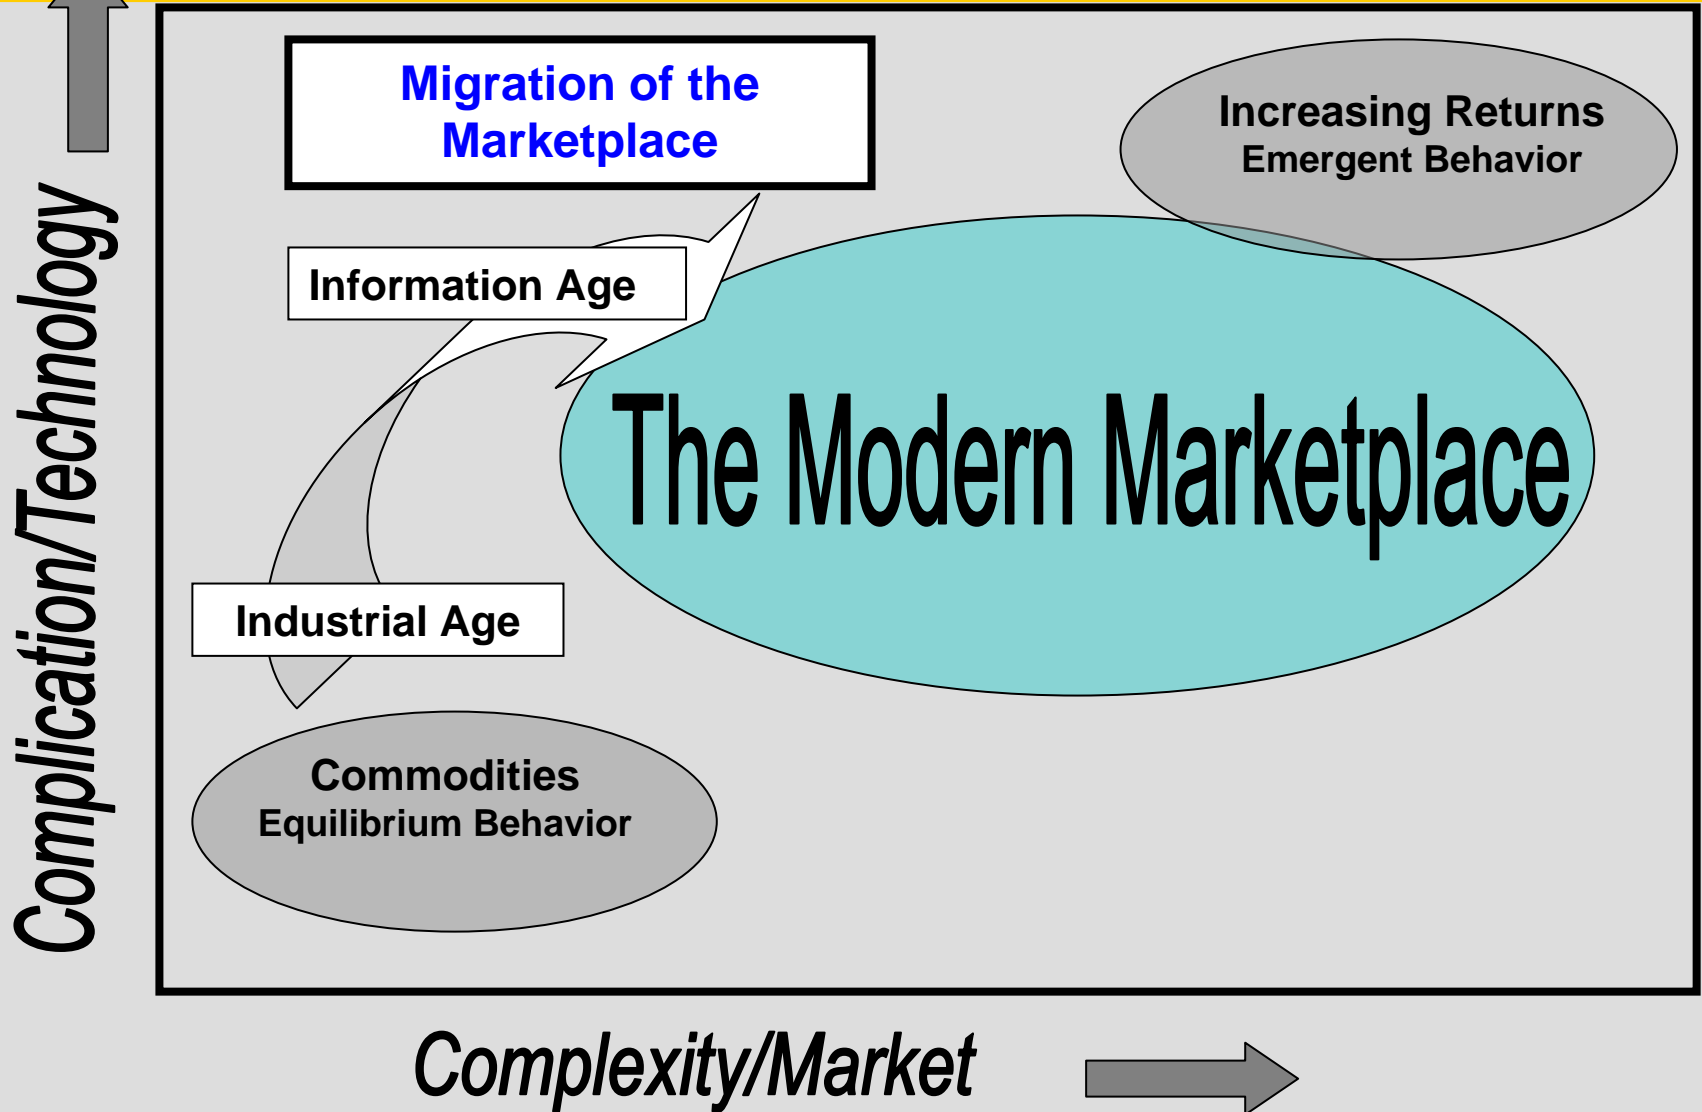 Migration of the
Marketplace
Increasing Returns
Emergent Behavior
Information Age
The Modern Marketplace
Industrial Age
Commodities
Equilibrium Behavior
Complication/Technology
Complexity/Market